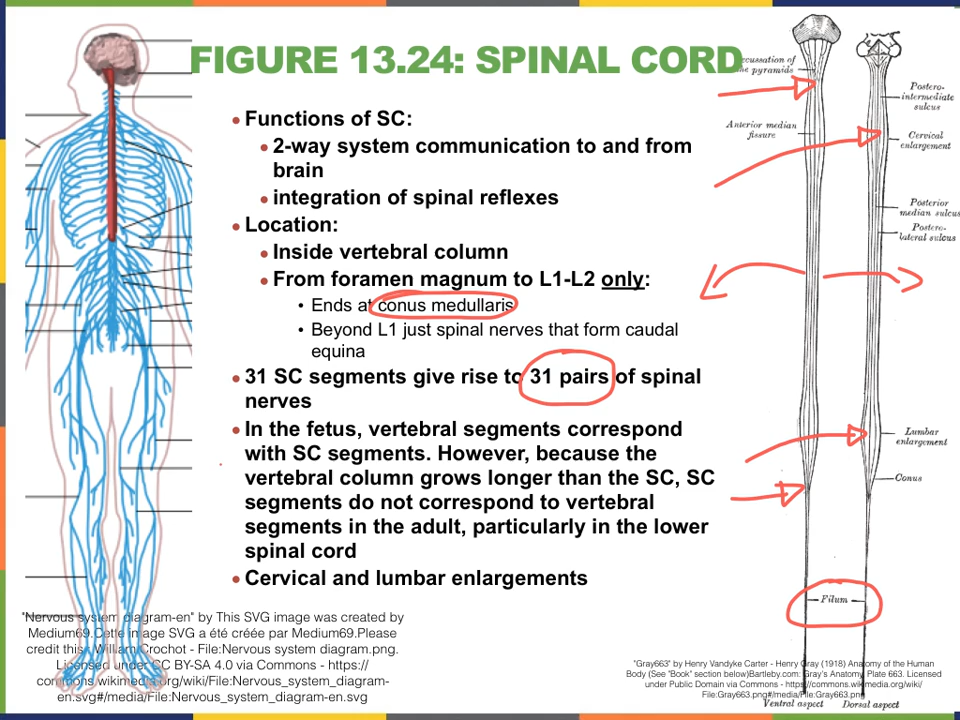 FIGURE 13.24: SPINAL CORD
• Functions of SC:
• 2-way system communication to and from
brain
• integration of spinal reflexes
• Location:
• Inside vertebral column
• From foramen magnum to L1-L2 only:
• Ends at conus medullaris
• Beyond L1 just spinal nerves that form caudal
equina
• 31 SC segments give rise to 31 pairs of spinal
nerves
• In the fetus, vertebral segments correspond
with SC segments. However, because the
vertebral column grows longer than the SC, SC
segments do not correspond to vertebral
segments in the adult, particularly in the lower
spinal cord
• Cervical and lumbar enlargements
"Nervous system diagram-en" by This SVG image was created by
Medium69.Cette image SVG a été créée par Medium69.Please
credit this : William Crochot - File:Nervous system diagram.png.
Licensed under CC BY-SA 4.0 via Commons - https://
commons.wikimedia.org/wiki/File:Nervous_system_diagram-
en.svg#/media/File:Nervous_system_diagram-en.svg
pyramids
Anterior median
fissure
Postero-
intermediate
sulcus
Cervical
enlargement
Posterior
median sulcus
Postero-
lateral sulcus
Lumbar
enlargement
Conus
Filum
"Gray663" by Henry Vandyke Carter - Henry Gray (1918) Anatomy of the Human
Body (See "Book" section below)Bartleby.com: Gray's Anatomy, Plate 663. Licensed
under Public Domain via Commons - https://commons.wikimedia.org/wiki/
File:Gray663.png#/media/File:Gray663.png
Ventral aspect
Dorsal aspect